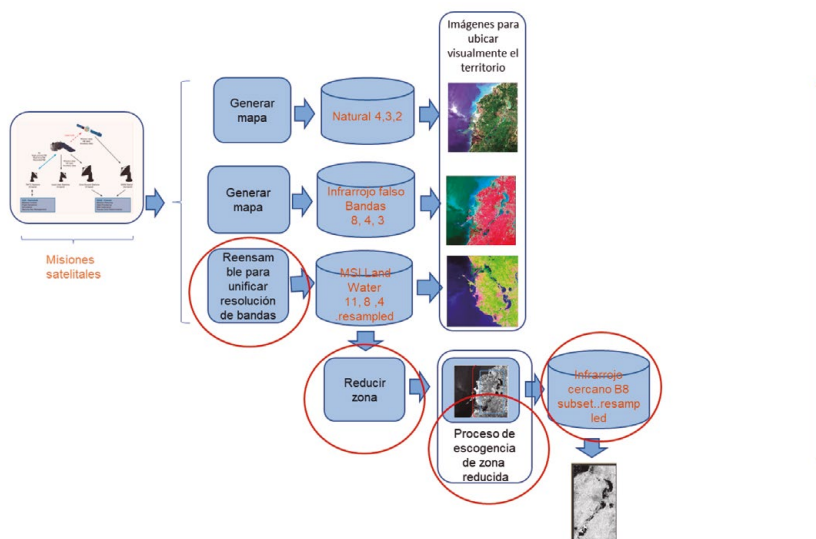 Imágenes para
ubicar
visualmente el
territorio
Generar
mapa
Natural 4,3,2
Generar
mapa
Infrarrojo falso
Bandas
8, 4, 3
Misiones
satelitales
Reensam
ble para
unificar
resolución
de bandas
MSI Land
Water
11, 8 ,4
.resampled
Reducir
zona
Proceso de
escogencia
de zona
reducida
Infrarrojo
cercano B8
subset..resamp
led